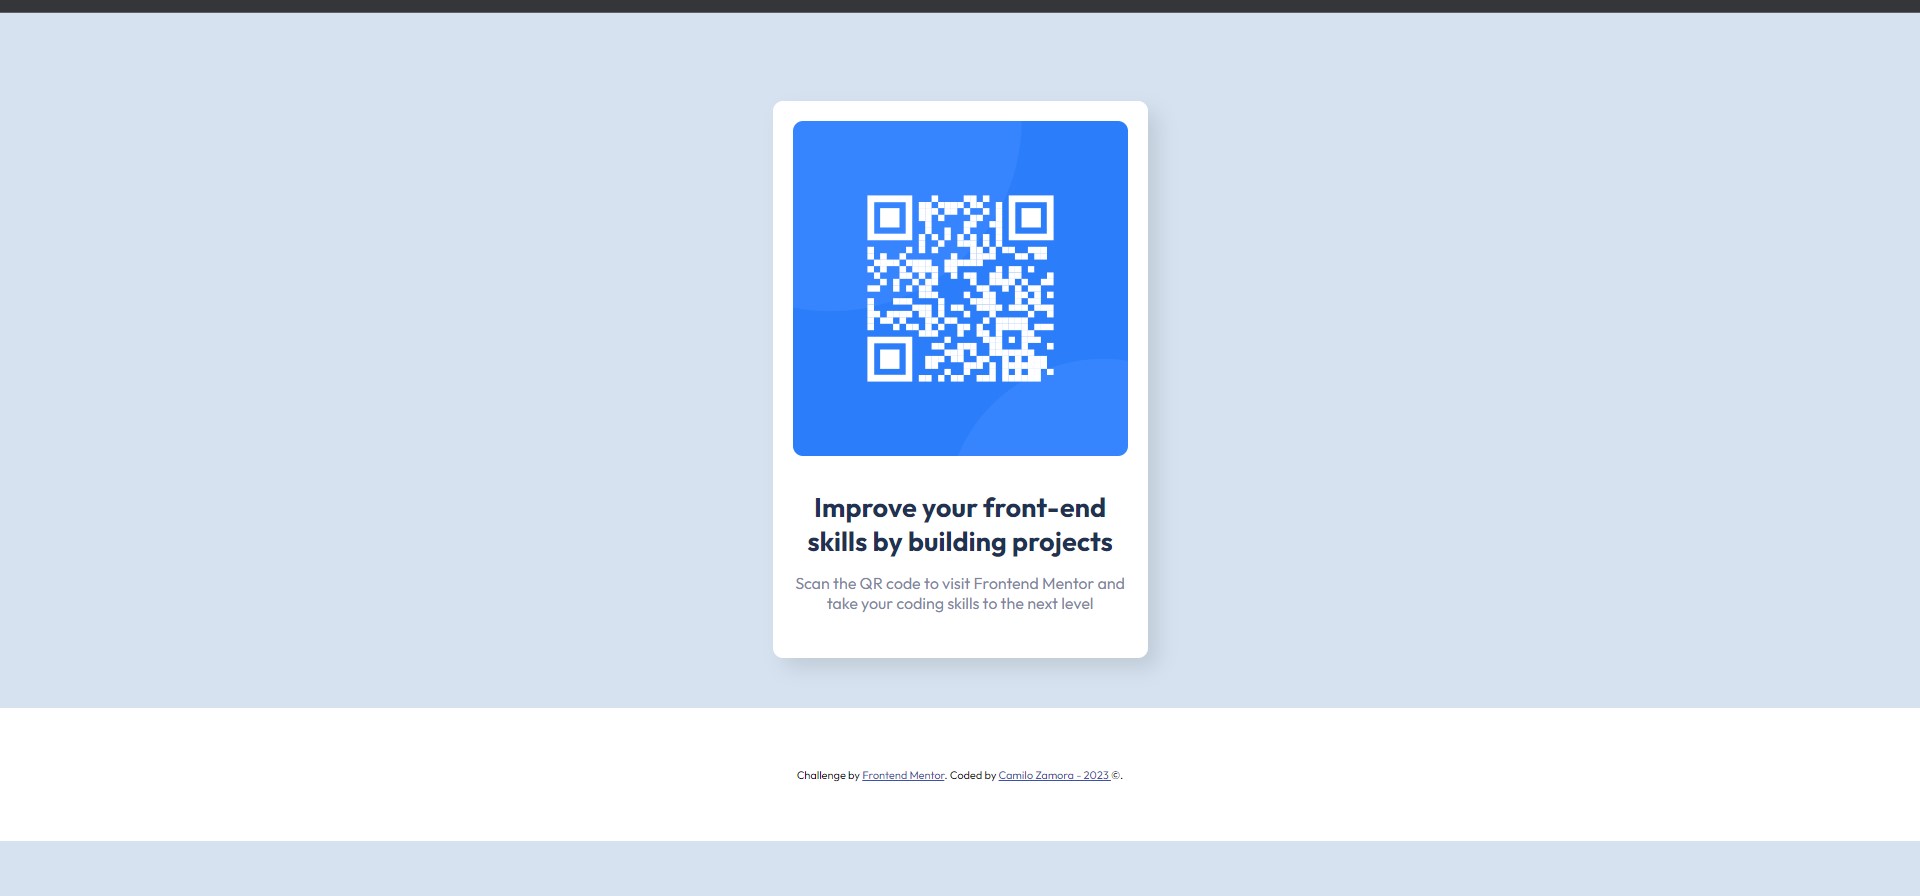 Improve your front-end
skills by building projects
Scan the QR code to visit Frontend Mentor and
take your coding skills to the next level
Challenge by Frontend Mentor. Coded by Camilo Zamora - 2023 ©.